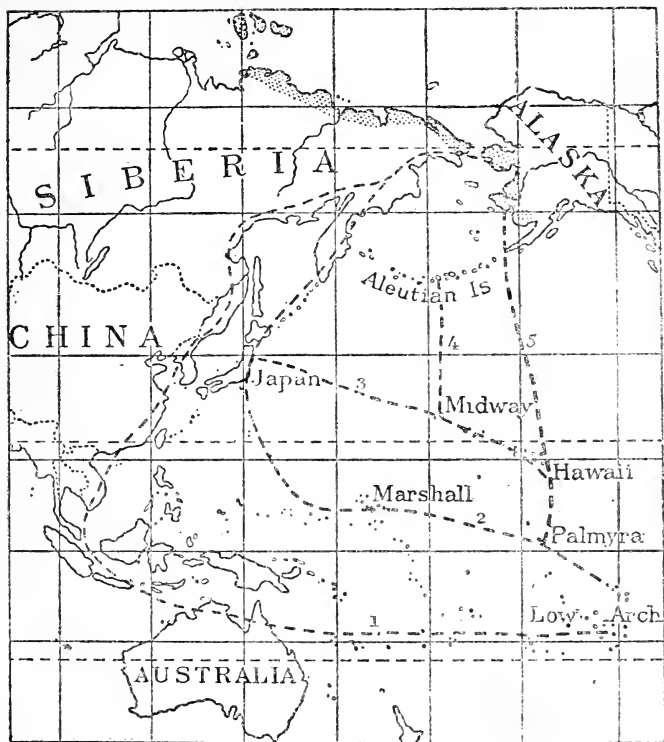 ALASKA
SIBERIA
Aleutian Is
CHINA
4
5
Japan
3
Midway
Hawaii
Marshall
2
Palmyra
1
Low Arch
AUSTRALIA